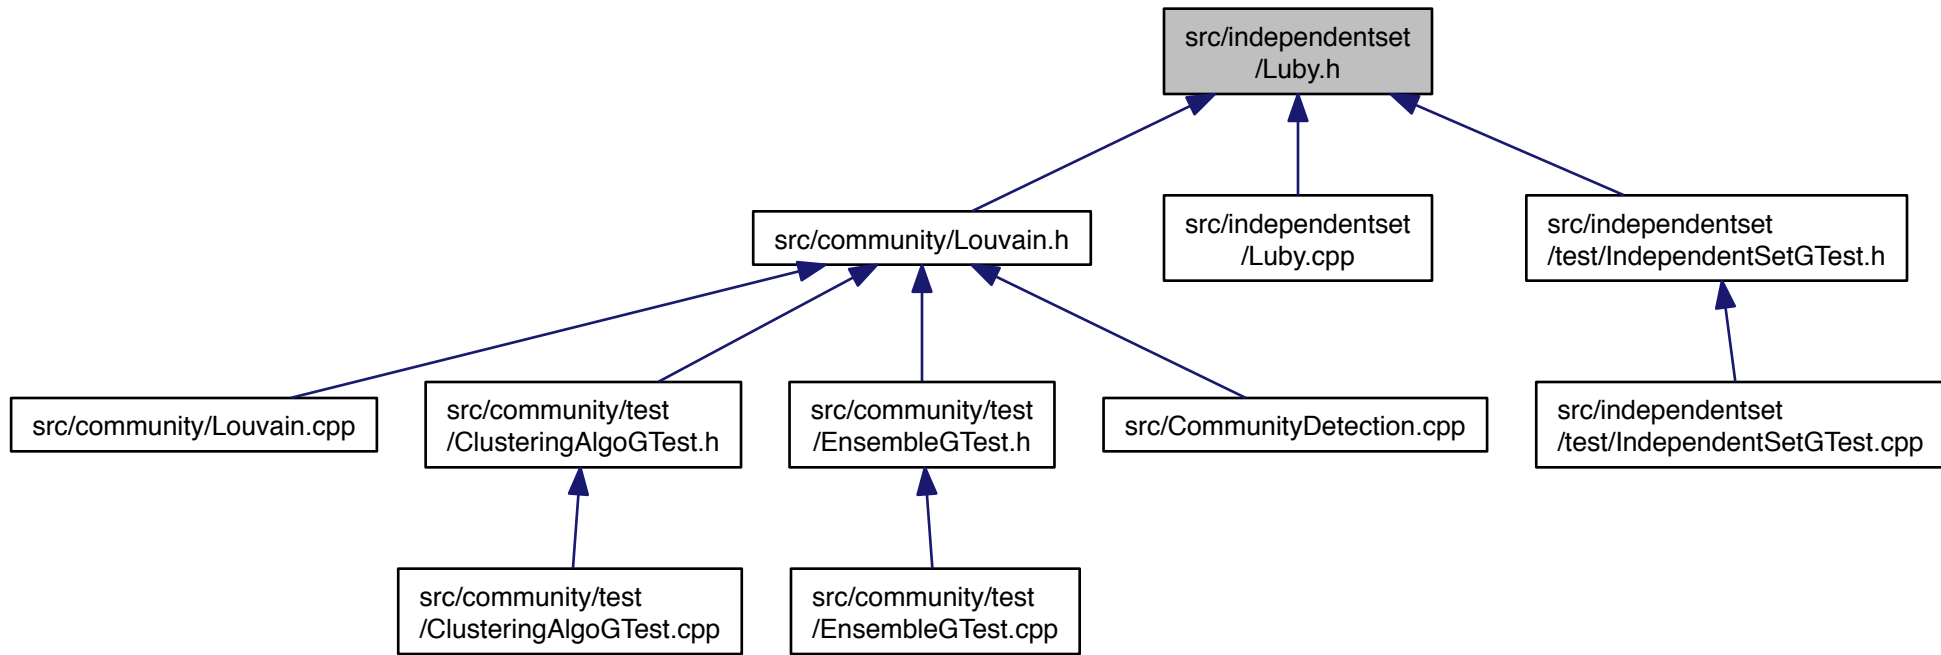 src/independentset
/Luby.h
src/community/Louvain.h
src/independentset
/Luby.cpp
src/independentset
/test/IndependentSetGTest.h
src/community/Louvain.cpp
src/community/test
/ClusteringAlgoGTest.h
src/community/test
/EnsembleGTest.h
src/CommunityDetection.cpp
src/independentset
/test/IndependentSetGTest.cpp
src/community/test
/ClusteringAlgoGTest.cpp
src/community/test
/EnsembleGTest.cpp